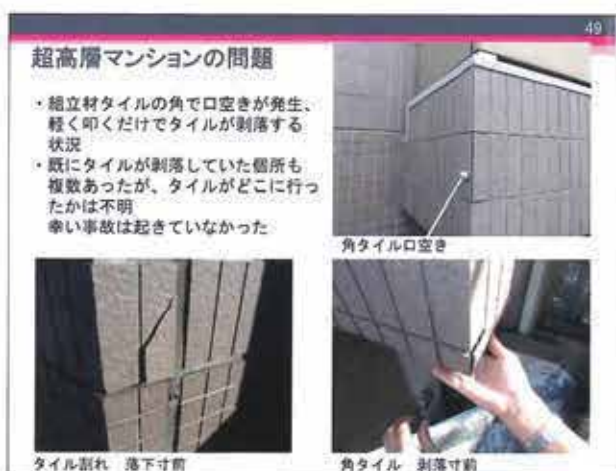 49
超高層マンションの問題
・組立材タイルの角で口空きが発生、
軽く叩くだけでタイルが剥落する
状況
・既にタイルが剥落していた個所も
複数あったが、タイルがどこに行っ
たかは不明
幸い事故は起きていなかった
角タイル口空き
タイル割れ 落下寸前
角タイル 剥落寸前